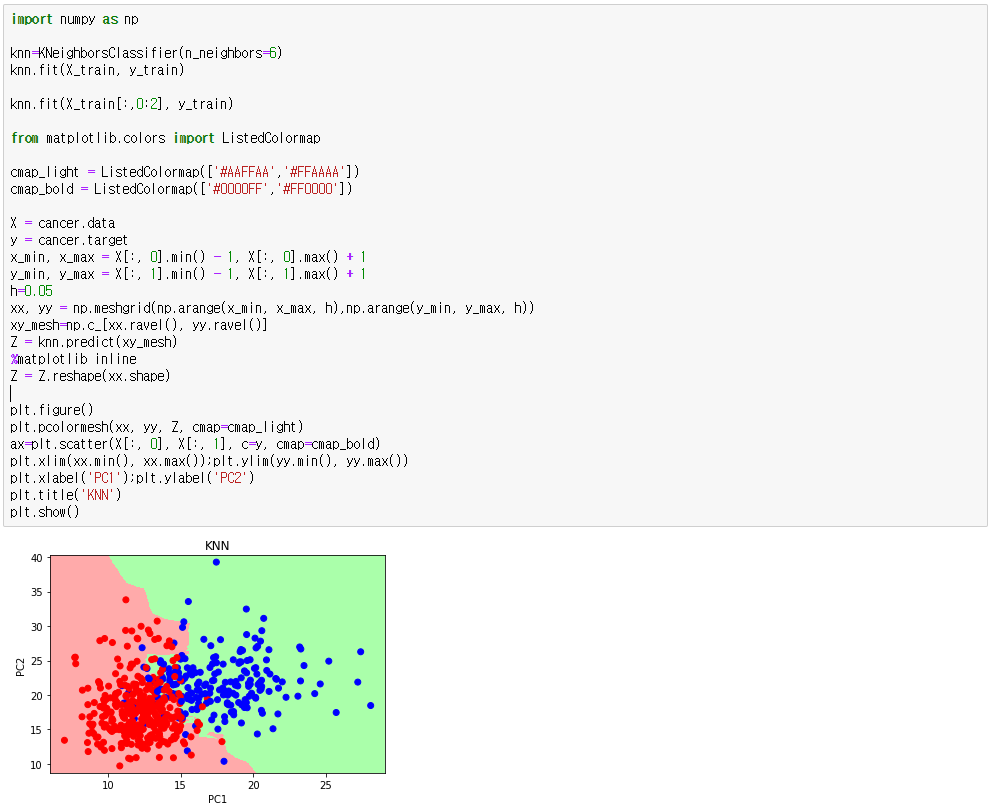 import numpy as np
knn=KNeighborsClassifier(n_neighbors=6)
knn.fit(X_train, y_train)
knn.fit(X_train[:,0:2], y_train)
from matplotlib.colors import ListedColormap
cmap_light = ListedColormap(['#AAFFAA','#FFAAAA'])
cmap_bold = ListedColormap(['#0000FF','#FF0000'])
X = cancer.data
y = cancer.target
x_min, x_max = X[:, 0].min() - 1, X[:, 0].max() + 1
y_min, y_max = X[:, 1].min() - 1, X[:, 1].max() + 1
h=0.05
xx, yy = np.meshgrid(np.arange(x_min, x_max, h),np.arange(y_min, y_max, h))
xy_mesh=np.c_[xx.ravel(), yy.ravel()]
Z = knn.predict(xy_mesh)
%matplotlib inline
Z = Z.reshape(xx.shape)
plt.figure()
plt.pcolormesh(xx, yy, Z, cmap=cmap_light)
ax=plt.scatter(X[:, 0], X[:, 1], c=y, cmap=cmap_bold)
plt.xlim(xx.min(), xx.max());plt.ylim(yy.min(), yy.max())
plt.xlabel('PC1');plt.ylabel('PC2')
plt.title('KNN')
plt.show()
KNN
40
35
30
25
20
15
10
PC2
10 15 20 25
PC1